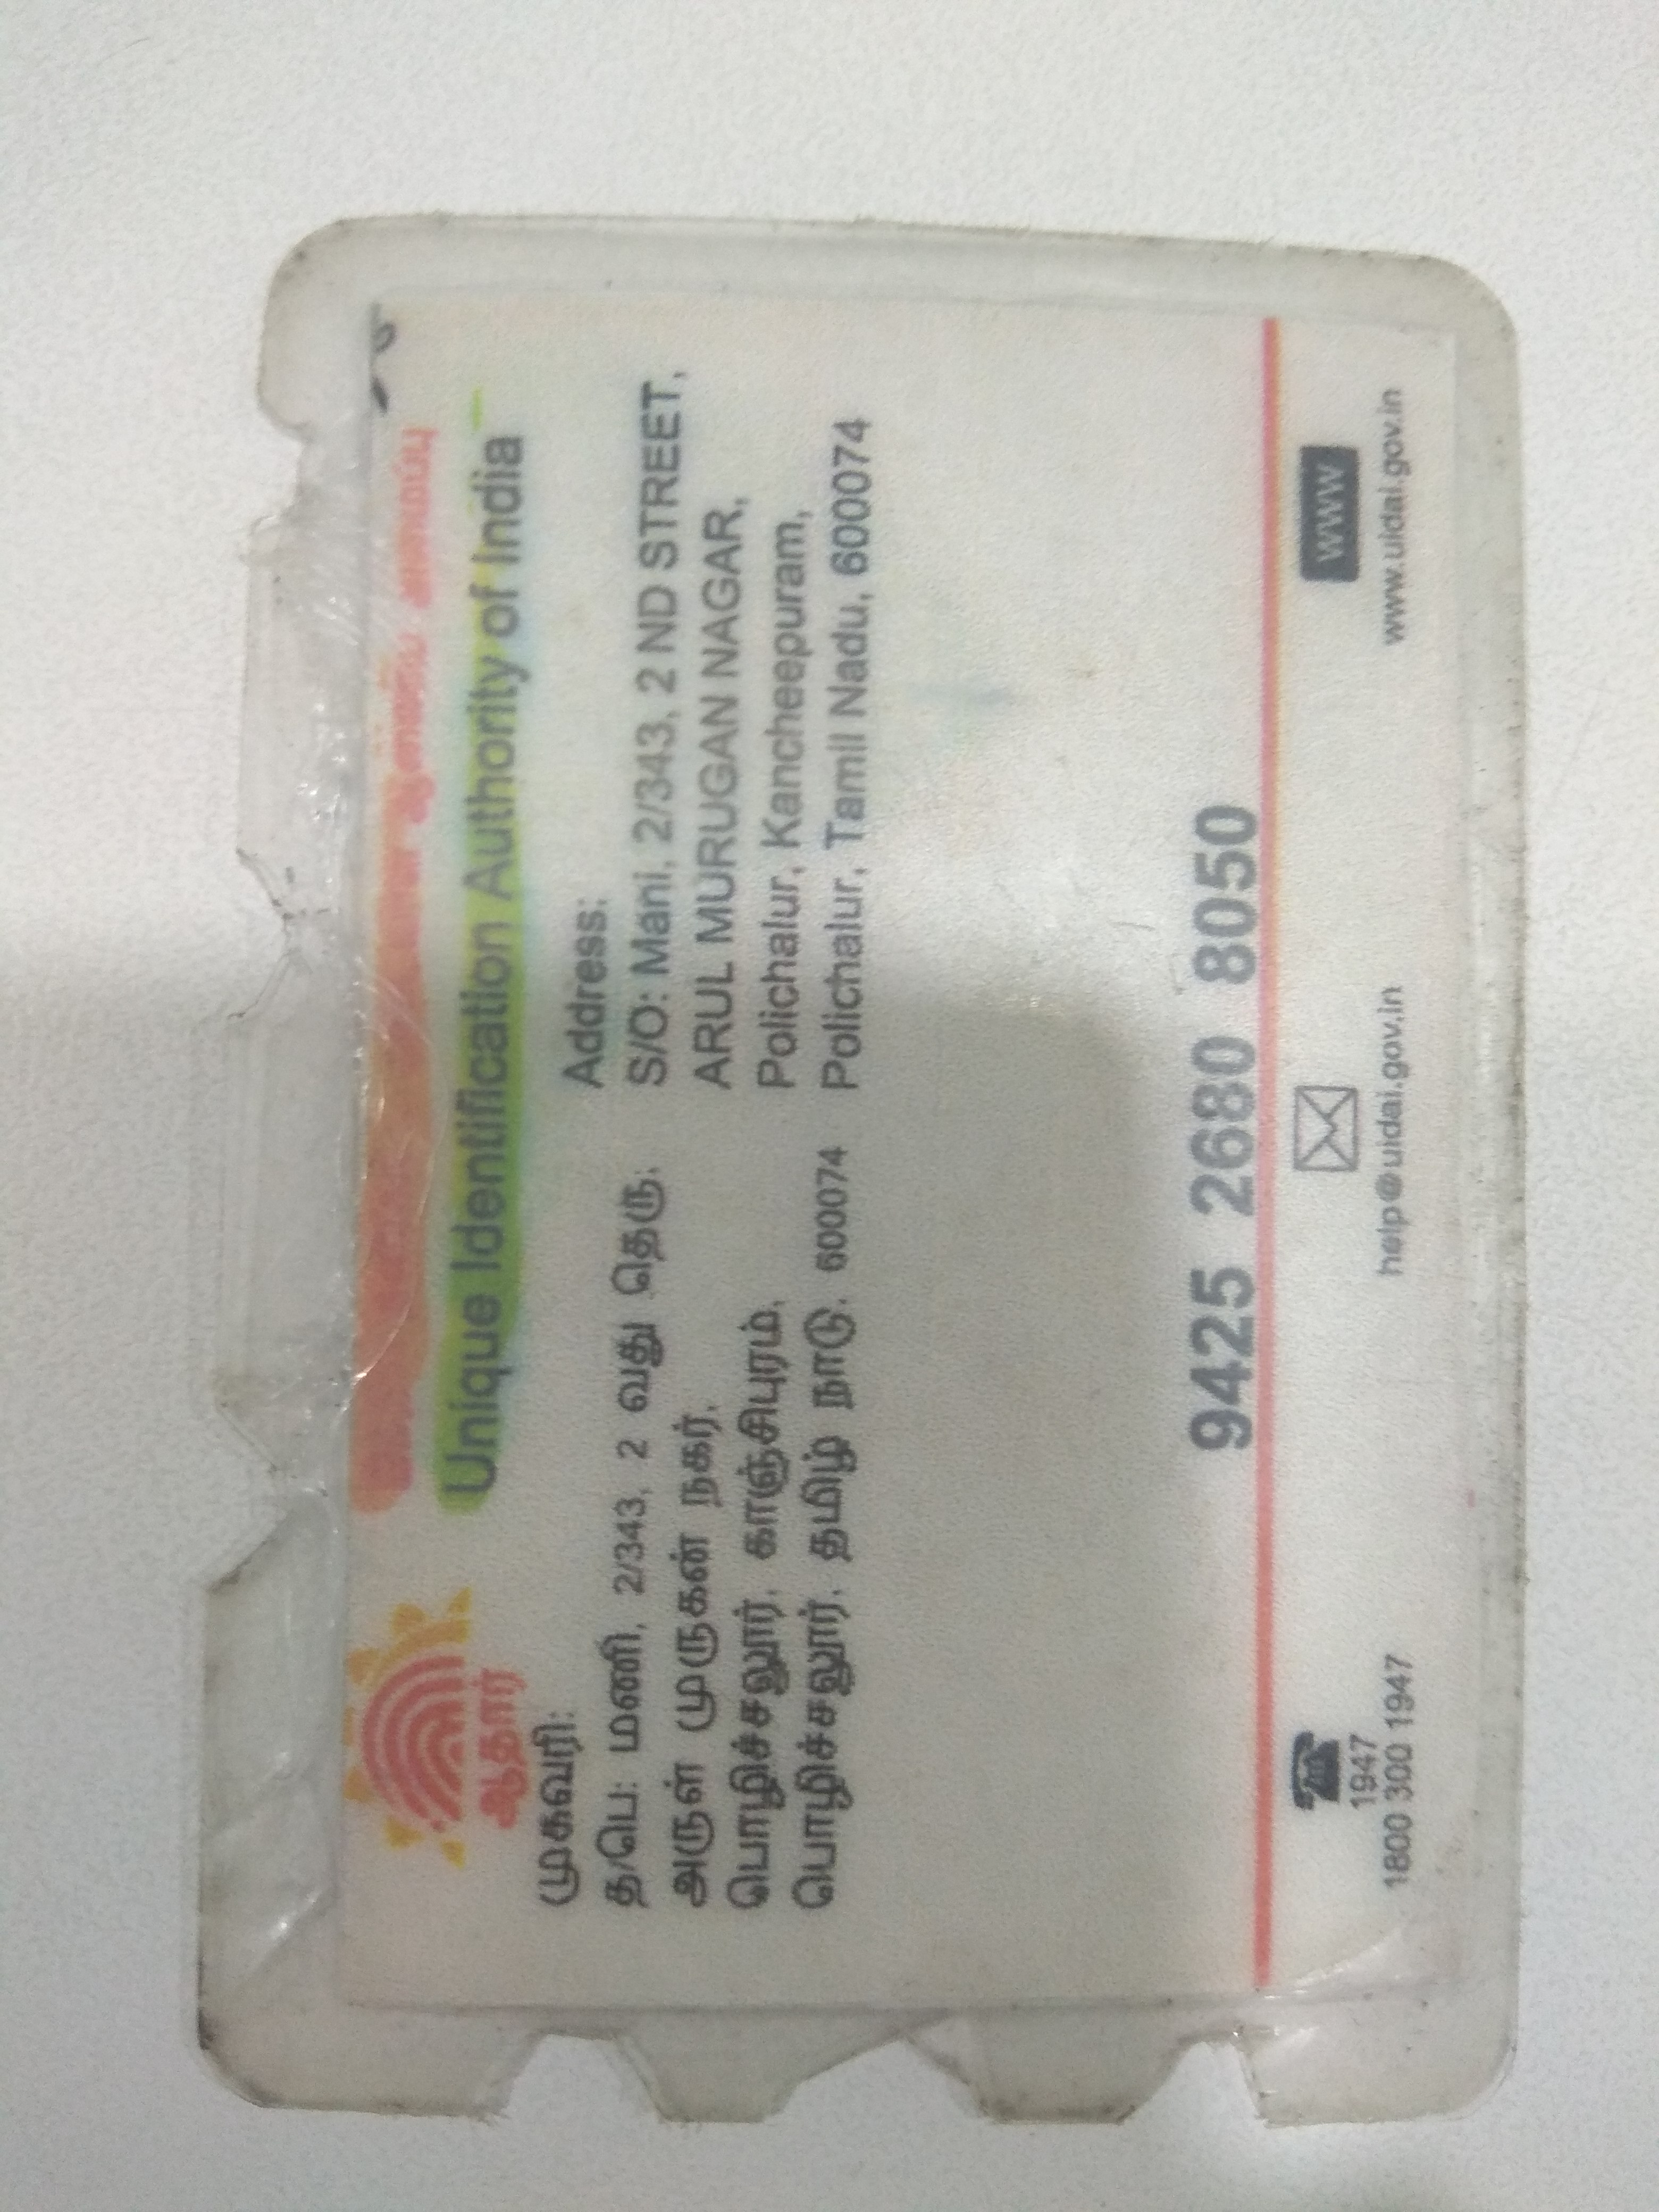 Unique Identification Authority of India
ஆதார்
முகவரி:
த/பெ: மணி, 2/343, 2 வது தெரு,
அருள் முருகன் நகர்,
பொழிச்சலூர், காஞ்சிபுரம்,
பொழிச்சலூர், தமிழ் நாடு, 600074
Address:
S/O: Mani, 2/343, 2 ND STREET,
ARUL MURUGAN NAGAR,
Polichalur, Kancheepuram,
Polichalur, Tamil Nadu, 600074
9425 2680 8050
1947
1800 300 1947
help@uidai.gov.in
www
www.uidai.gov.in